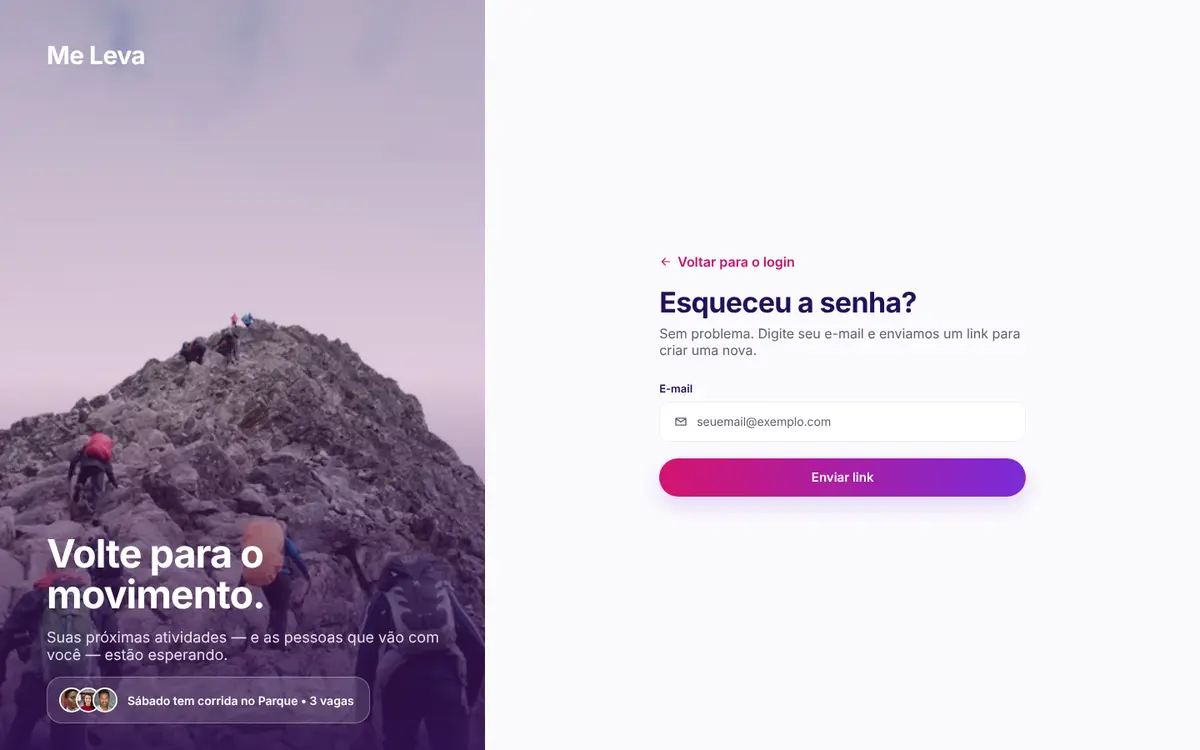 Me Leva
Volte para o
movimento.
Suas próximas atividades — e as pessoas que vão com
você — estão esperando.
Sábado tem corrida no Parque • 3 vagas
← Voltar para o login
Esqueceu a senha?
Sem problema. Digite seu e-mail e enviamos um link para
criar uma nova.
E-mail
seuemail@exemplo.com
Enviar link